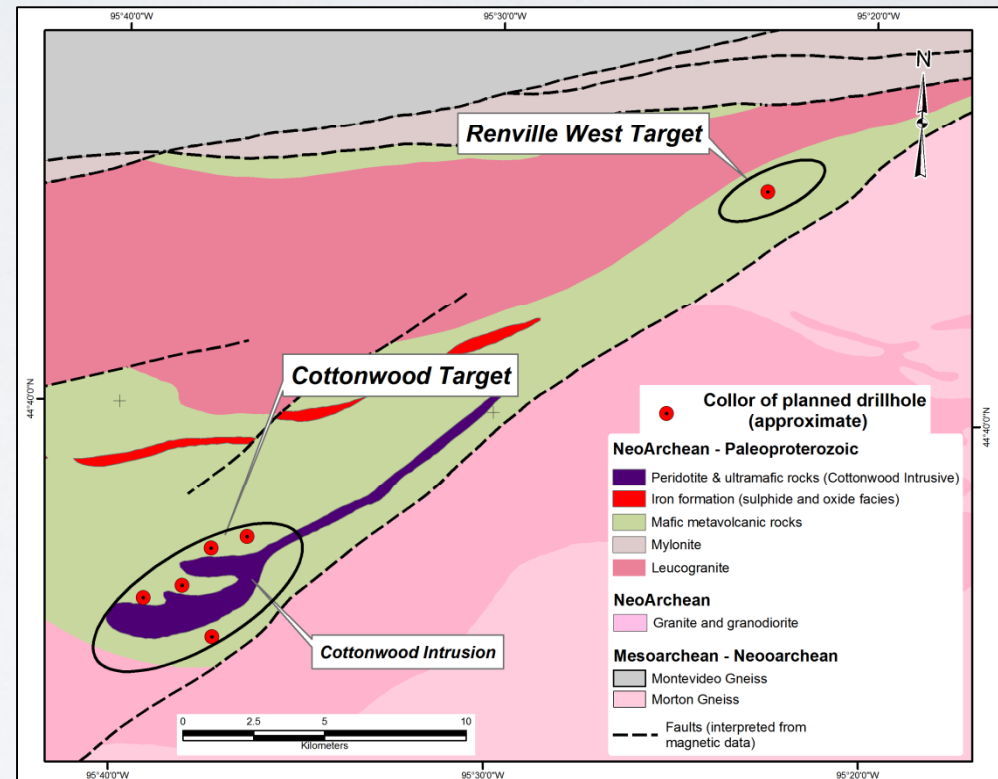 95°40'0"W
95°30'0"W
95°20'0"W
N
Renville West Target
Cottonwood Target
44°40'0"N
44°40'0"N
Collor of planned drillhole
(approximate)
NeoArchean - Paleoproterozoic
Peridotite & ultramafic rocks (Cottonwood Intrusive)
Iron formation (sulphide and oxide facies)
Mafic metavolcanic rocks
Mylonite
Leucogranite
NeoArchean
Granite and granodiorite
Mesoarchean - Neooarchean
Montevideo Gneiss
Morton Gneiss
Faults (interpreted from
magnetic data)
Cottonwood Intrusion
0
2.5
5
10
Kilometers
95°40'0"W
95°30'0"W
95°20'0"W